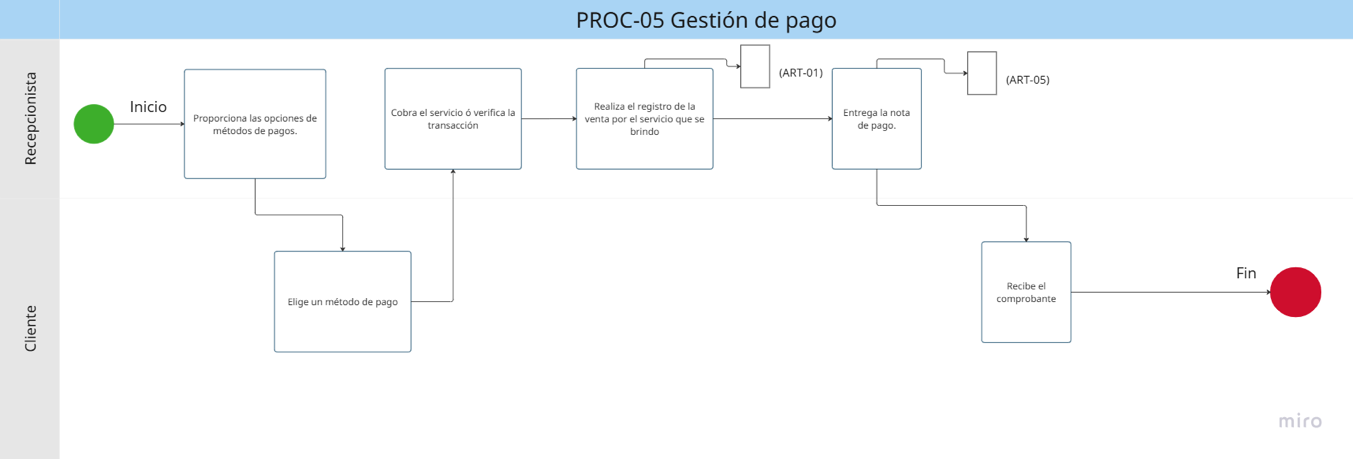 PROC-05 Gestión de pago
Recepcionista
Inicio
Proporciona las opciones de
métodos de pagos.
Cobra el servicio ó verifica la
transacción
Realiza el registro de la
venta por el servicio que se
brindo
(ART-01)
Entrega la nota
de pago.
(ART-05)
Cliente
Elige un método de pago
Recibe el
comprobante
Fin
miro